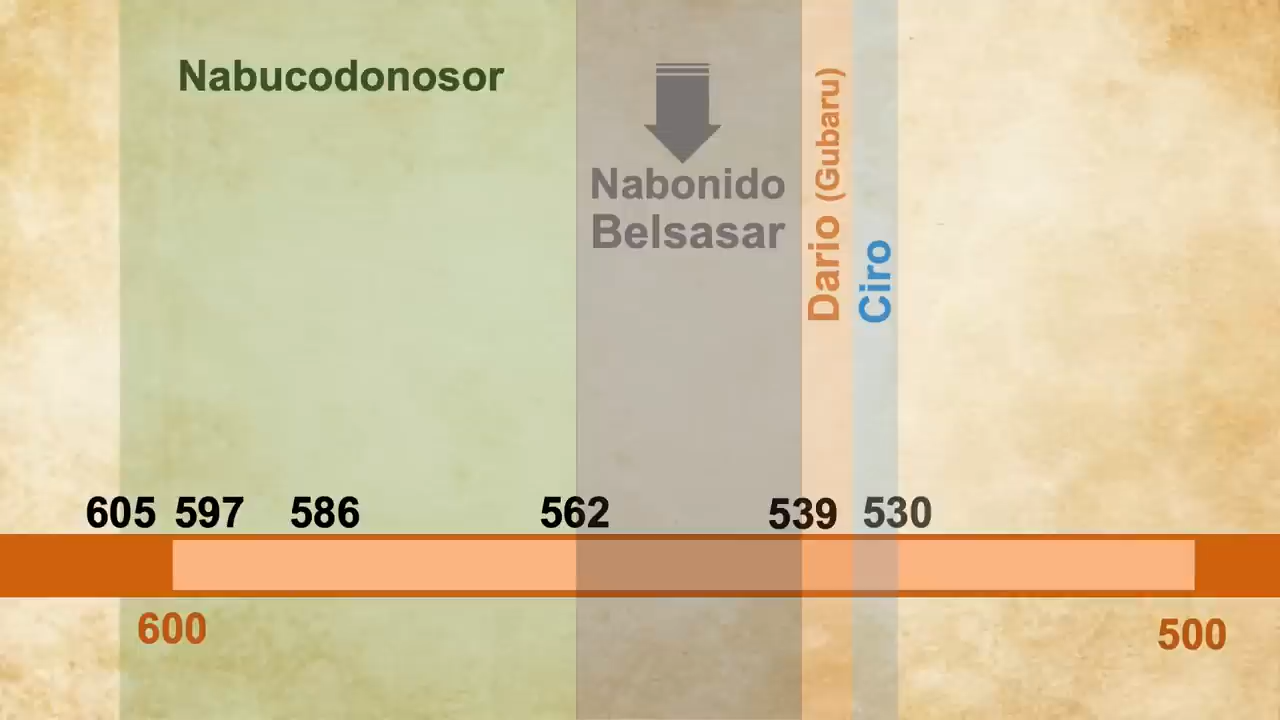 Nabucodonosor
Nabonido
Belsasar
Dario (Gubaru)
Ciro
605 597 586 562 539 530
600 500